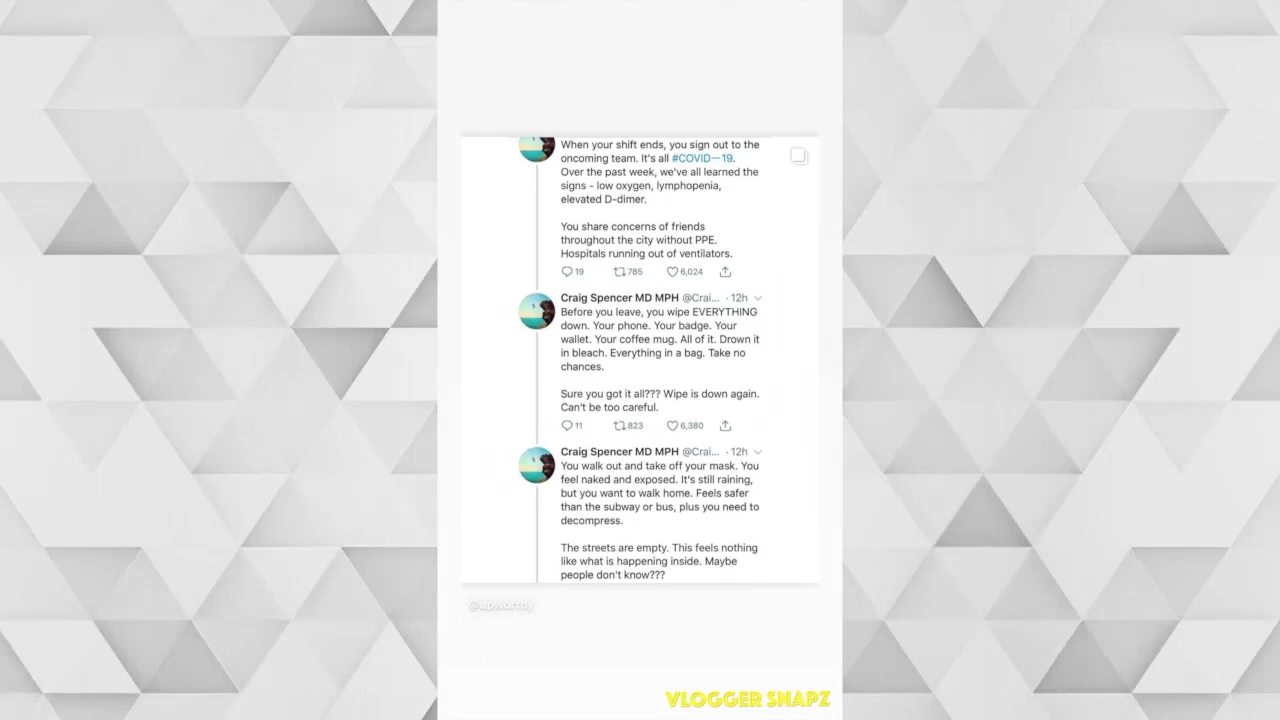 When your shift ends, you sign out to the
oncoming team. It's all #COVID—19.
Over the past week, we've all learned the
signs - low oxygen, lymphopenia,
elevated D-dimer.
You share concerns of friends
throughout the city without PPE.
Hospitals running out of ventilators.
19 785 6,024
Craig Spencer MD MPH @Crai... · 12h
Before you leave, you wipe EVERYTHING
down. Your phone. Your badge. Your
wallet. Your coffee mug. All of it. Drown it
in bleach. Everything in a bag. Take no
chances.
Sure you got it all??? Wipe is down again.
Can't be too careful.
11 823 6,380
Craig Spencer MD MPH @Crai... · 12h
You walk out and take off your mask. You
feel naked and exposed. It's still raining,
but you want to walk home. Feels safer
than the subway or bus, plus you need to
decompress.
The streets are empty. This feels nothing
like what is happening inside. Maybe
people don't know???
@upworthy
VLOGGER SNAPZ